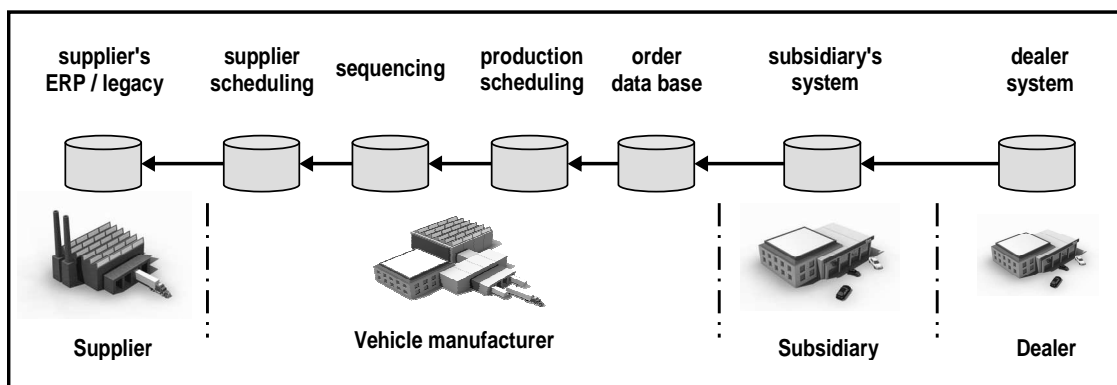 supplier's
ERP / legacy
supplier
scheduling
sequencing
production
scheduling
order
data base
subsidiary's
system
dealer
system
Supplier
Vehicle manufacturer
Subsidiary
Dealer